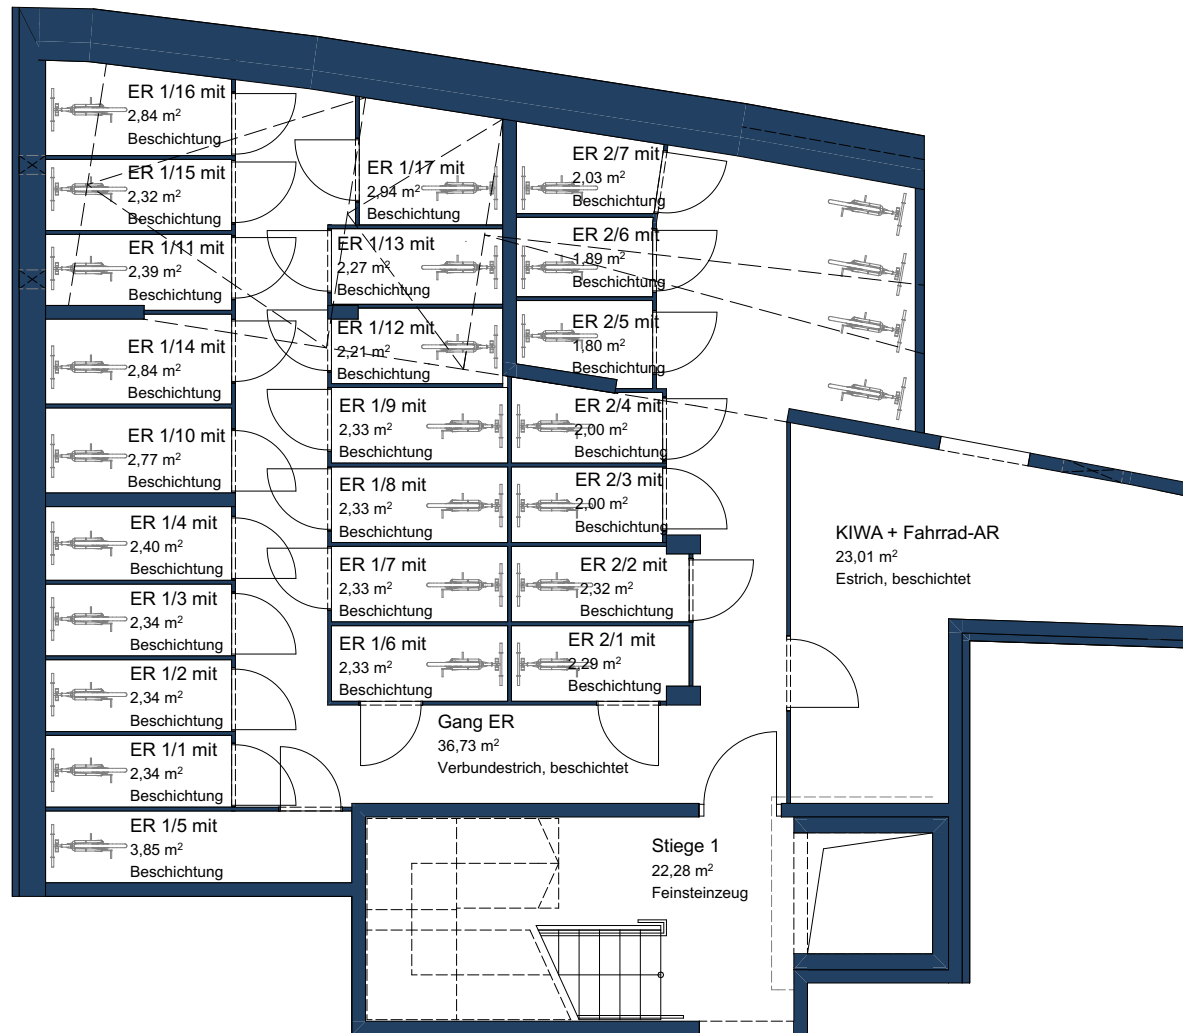 ER 1/16 mit
2,84 m²
Beschichtung
ER 1/15 mit
2,32 m²
Beschichtung
ER 1/11 mit
2,39 m²
Beschichtung
ER 1/14 mit
2,84 m²
Beschichtung
ER 1/10 mit
2,77 m²
Beschichtung
ER 1/4 mit
2,40 m²
Beschichtung
ER 1/3 mit
2,34 m²
Beschichtung
ER 1/2 mit
2,34 m²
Beschichtung
ER 1/1 mit
2,34 m²
Beschichtung
ER 1/5 mit
3,85 m²
Beschichtung
ER 1/17 mit
2,94 m²
Beschichtung
ER 1/13 mit
2,27 m²
Beschichtung
ER 1/12 mit
2,21 m²
Beschichtung
ER 1/9 mit
2,33 m²
Beschichtung
ER 1/8 mit
2,33 m²
Beschichtung
ER 1/7 mit
2,33 m²
Beschichtung
ER 1/6 mit
2,33 m²
Beschichtung
ER 2/7 mit
2,03 m²
Beschichtung
ER 2/6 mit
1,89 m²
Beschichtung
ER 2/5 mit
1,80 m²
Beschichtung
ER 2/4 mit
2,00 m²
Beschichtung
ER 2/3 mit
2,00 m²
Beschichtung
ER 2/2 mit
2,32 m²
Beschichtung
ER 2/1 mit
2,29 m²
Beschichtung
Gang ER
36,73 m²
Verbundestrich, beschichtet
KIWA + Fahrrad-AR
23,01 m²
Estrich, beschichtet
Stiege 1
22,28 m²
Feinsteinzeug